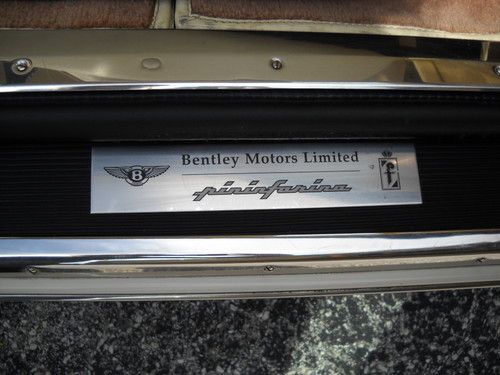 B
Bentley Motors Limited
pininfarina
f